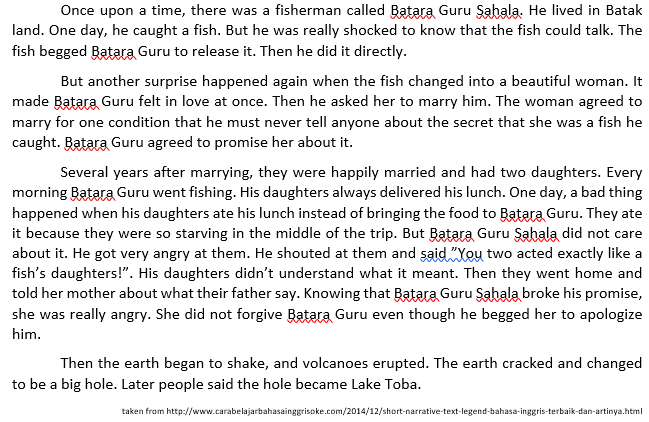 Once upon a time, there was a fisherman called Batara Guru Sahala. He lived in Batak
land. One day, he caught a fish. But he was really shocked to know that the fish could talk. The
fish begged Batara Guru to release it. Then he did it directly.
But another surprise happened again when the fish changed into a beautiful woman. It
made Batara Guru felt in love at once. Then he asked her to marry him. The woman agreed to
marry for one condition that he must never tell anyone about the secret that she was a fish he
caught. Batara Guru agreed to promise her about it.
Several years after marrying, they were happily married and had two daughters. Every
morning Batara Guru went fishing. His daughters always delivered his lunch. One day, a bad thing
happened when his daughters ate his lunch instead of bringing the food to Batara Guru. They ate
it because they were so starving in the middle of the trip. But Batara Guru Sahala did not care
about it. He got very angry at them. He shouted at them and said ”You two acted exactly like a
fish’s daughters!”. His daughters didn’t understand what it meant. Then they went home and
told her mother about what their father say. Knowing that Batara Guru Sahala broke his promise,
she was really angry. She did not forgive Batara Guru even though he begged her to apologize
him.
Then the earth began to shake, and volcanoes erupted. The earth cracked and changed
to be a big hole. Later people said the hole became Lake Toba.
taken from http://www.carabelajarbahasainggrisoke.com/2014/12/short-narrative-text-legend-bahasa-inggris-terbaik-dan-artinya.html